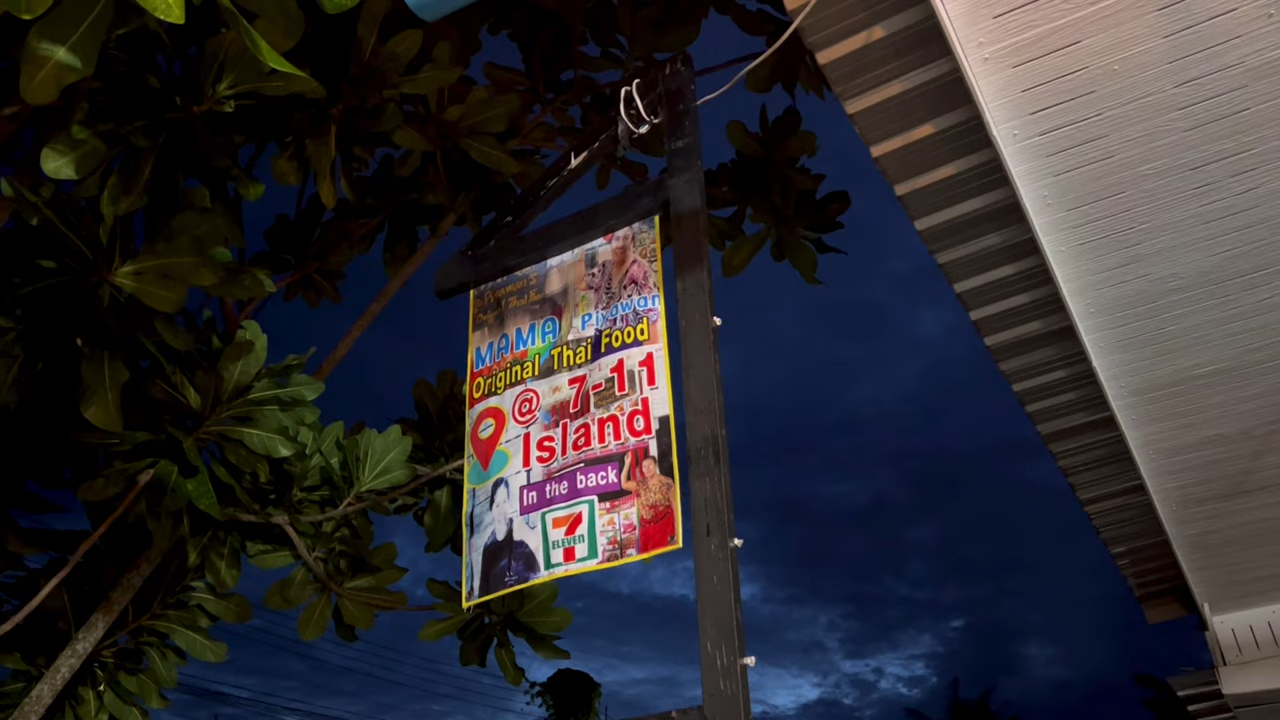 MAMA Piyawan
Original Thai Food
@ 7-11
Island
In the back
7
ELEVEN